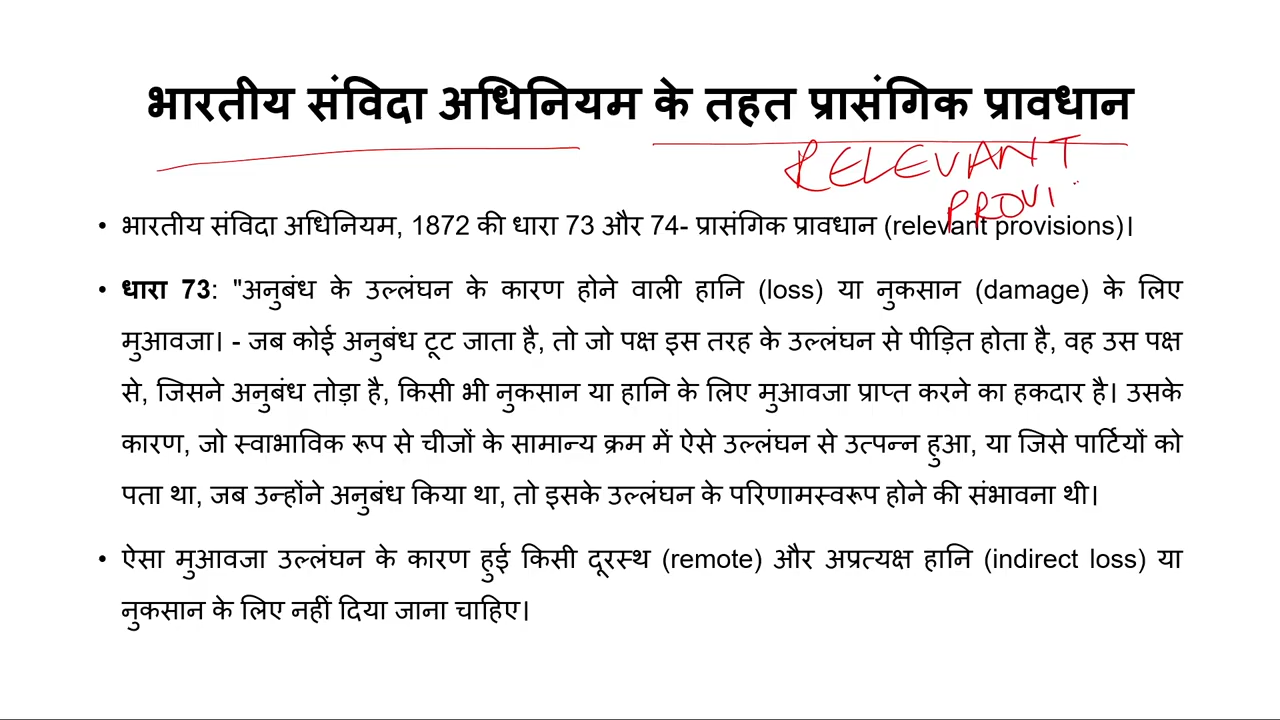 भारतीय संविदा अधिनियम के तहत प्रासंगिक प्रावधान
RELEVANT
PROVI
• भारतीय संविदा अधिनियम, 1872 की धारा 73 और 74- प्रासंगिक प्रावधान (relevant provisions)।
• धारा 73: "अनुबंध के उल्लंघन के कारण होने वाली हानि (loss) या नुकसान (damage) के लिए
मुआवजा। - जब कोई अनुबंध टूट जाता है, तो जो पक्ष इस तरह के उल्लंघन से पीड़ित होता है, वह उस पक्ष
से, जिसने अनुबंध तोड़ा है, किसी भी नुकसान या हानि के लिए मुआवजा प्राप्त करने का हकदार है। उसके
कारण, जो स्वाभाविक रूप से चीजों के सामान्य क्रम में ऐसे उल्लंघन से उत्पन्न हुआ, या जिसे पार्टियों को
पता था, जब उन्होंने अनुबंध किया था, तो इसके उल्लंघन के परिणामस्वरूप होने की संभावना थी।
• ऐसा मुआवजा उल्लंघन के कारण हुई किसी दूरस्थ (remote) और अप्रत्यक्ष हानि (indirect loss) या
नुकसान के लिए नहीं दिया जाना चाहिए।